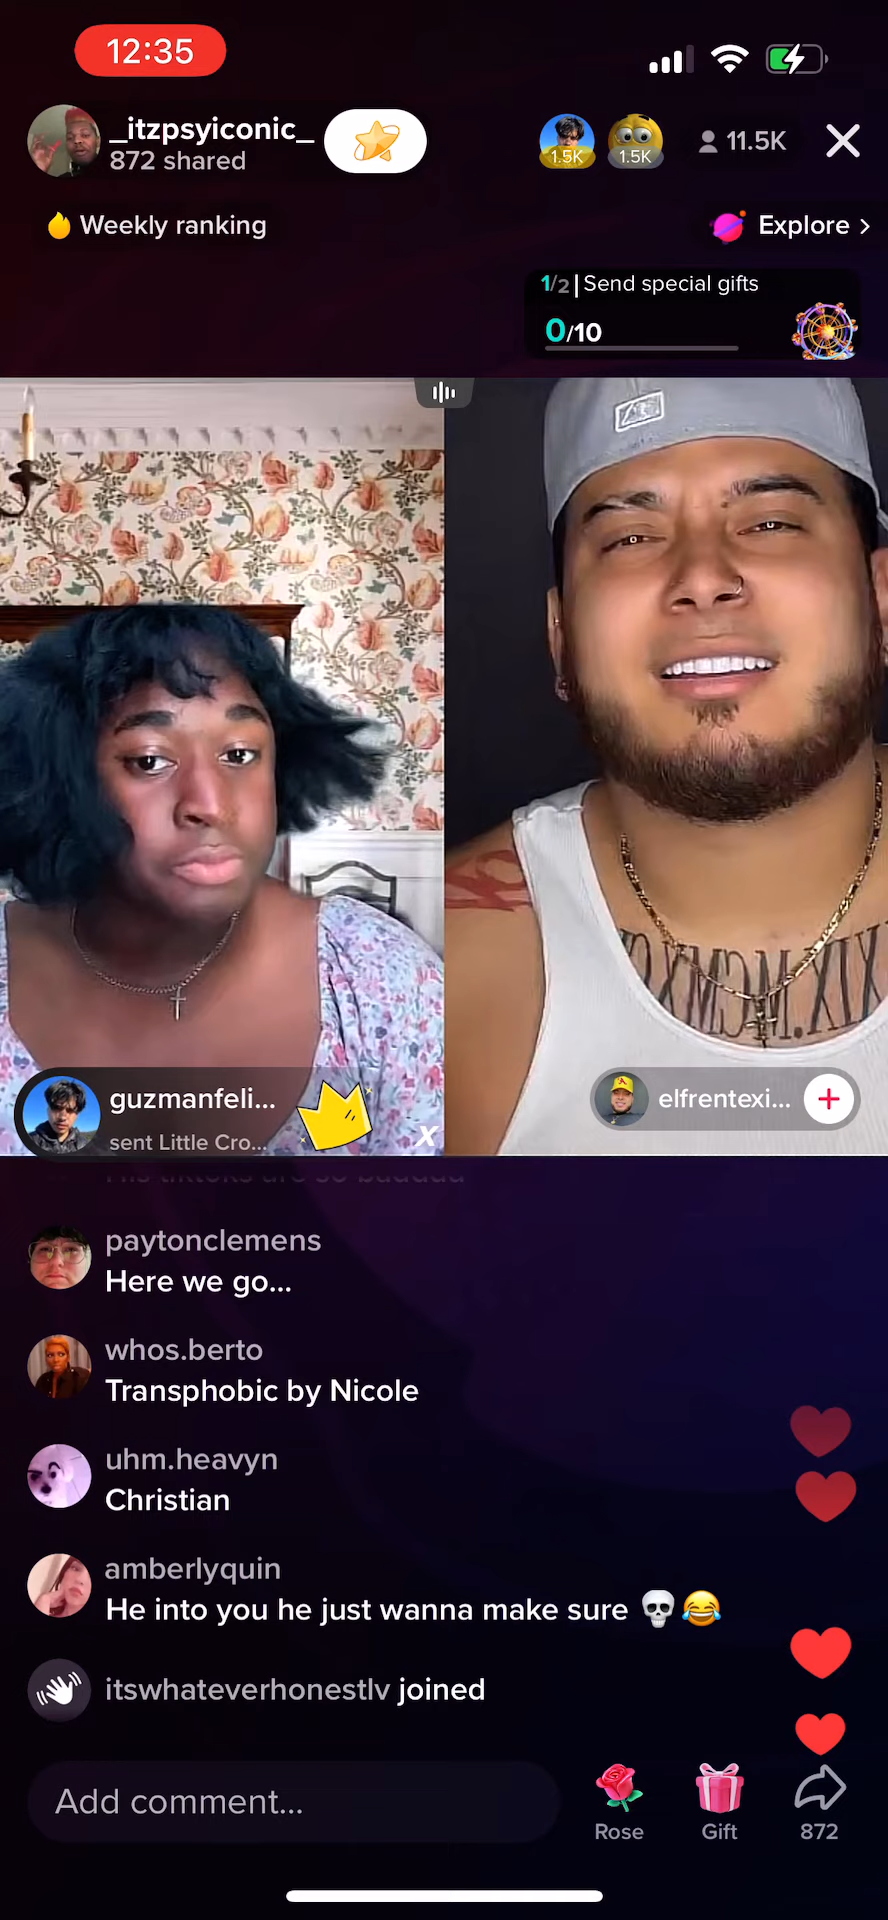 12:35
_itzpsyiconic_
872 shared
1.5K
1.5K
11.5K
Weekly ranking
Explore >
1/2 | Send special gifts
0/10
guzmanfeli...
sent Little Cro...
X
elfrentexi...
paytonclemens
Here we go...
whos.berto
Transphobic by Nicole
uhm.heavyn
Christian
amberlyquin
He into you he just wanna make sure 💀😂
itswhateverhonestlv joined
Add comment...
Rose
Gift
872